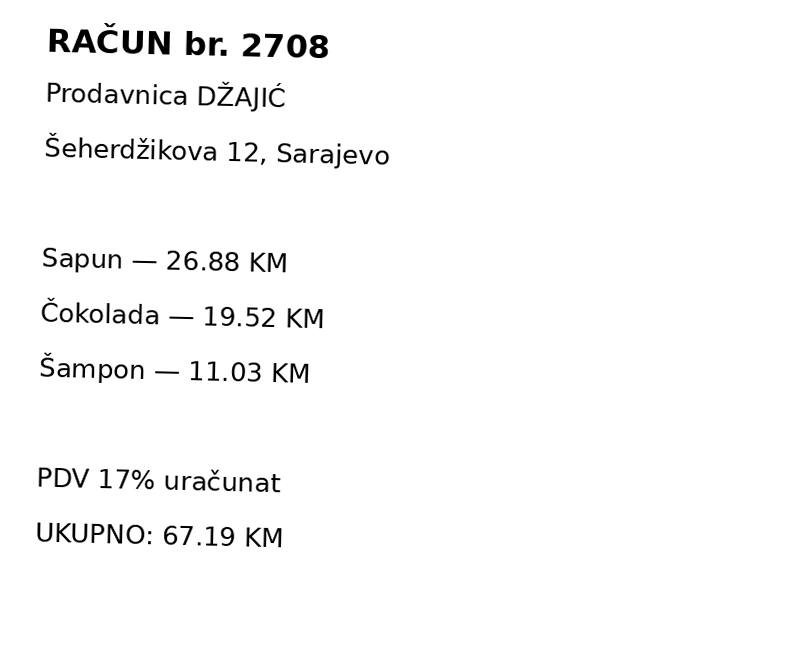 RAČUN br. 2708
Prodavnica DŽAJIĆ
Šeherdžikova 12, Sarajevo
Sapun — 26.88 KM
Čokolada — 19.52 KM
Šampon — 11.03 KM
PDV 17% uračunat
UKUPNO: 67.19 KM